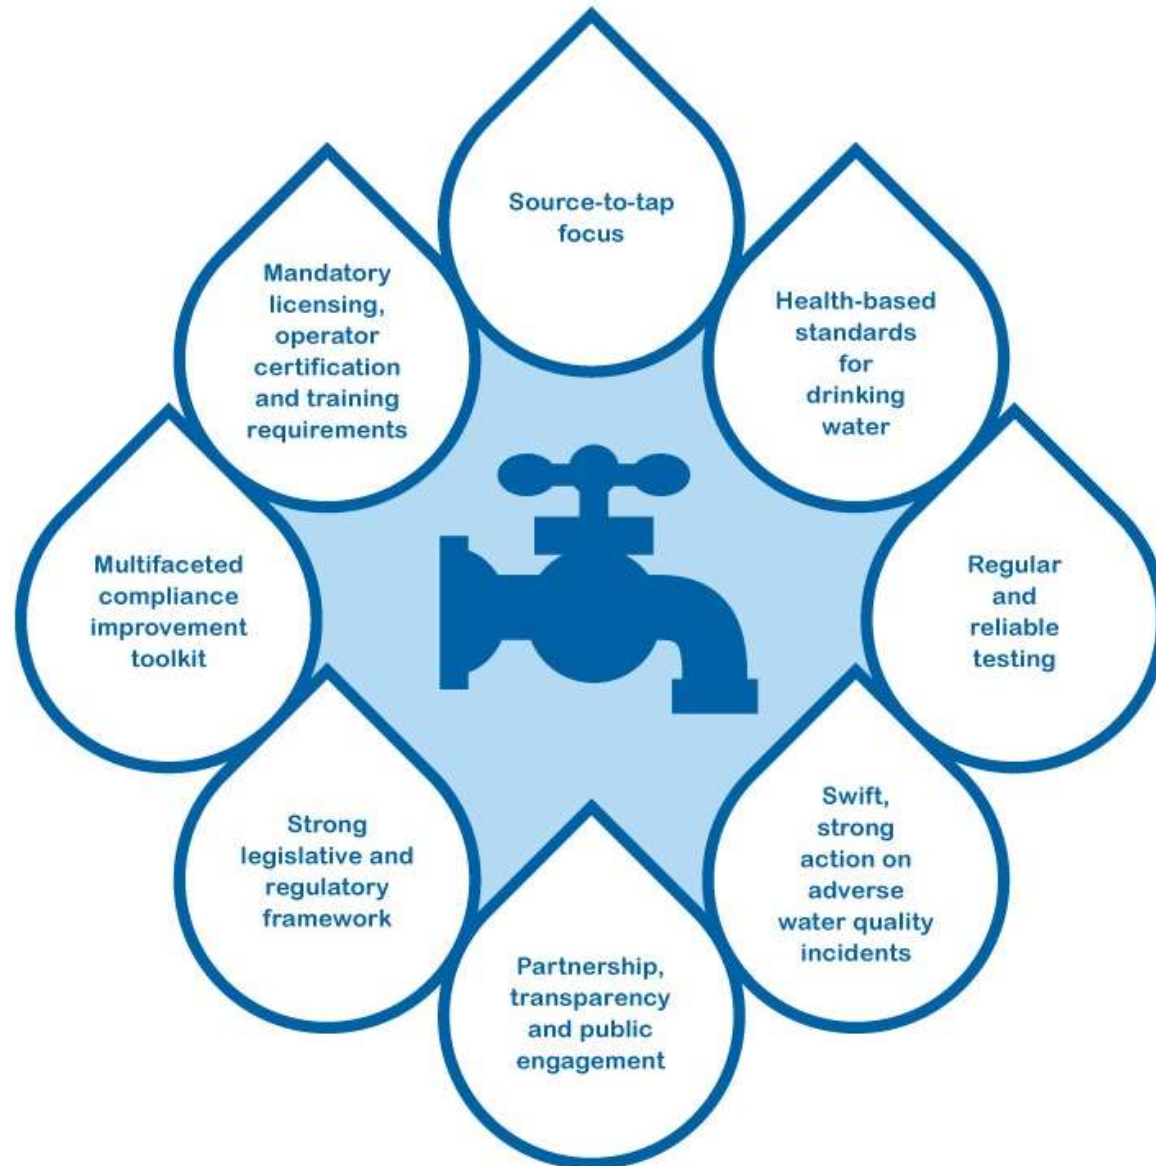 Source-to-tap
focus
Health-based
standards
for
drinking
water
Regular
and
reliable
testing
Swift,
strong
action on
adverse
water quality
incidents
Partnership,
transparency
and public
engagement
Strong
legislative and
regulatory
framework
Multifaceted
compliance
improvement
toolkit
Mandatory
licensing,
operator
certification
and training
requirements